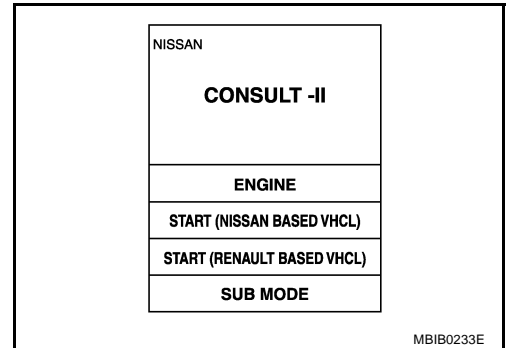 NISSAN
CONSULT -II
ENGINE
START (NISSAN BASED VHCL)
START (RENAULT BASED VHCL)
SUB MODE
MBIB0233E